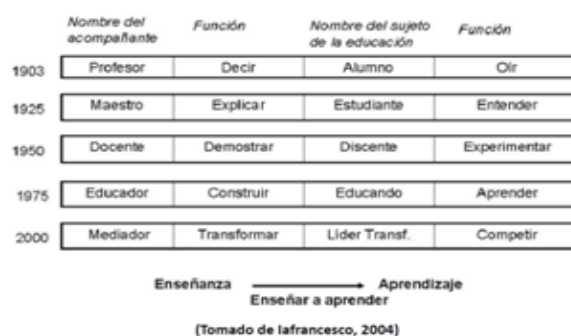 Nombre del acompañante Función Nombre del sujeto de la educación Función
1903 Profesor Decir Alumno Oír
1925 Maestro Explicar Estudiante Entender
1950 Docente Demostrar Discente Experimentar
1975 Educador Construir Educando Aprender
2000 Mediador Transformar Líder Transf. Competir
Enseñanza Aprendizaje
Enseñar a aprender
(Tomado de Iafrancesco, 2004)